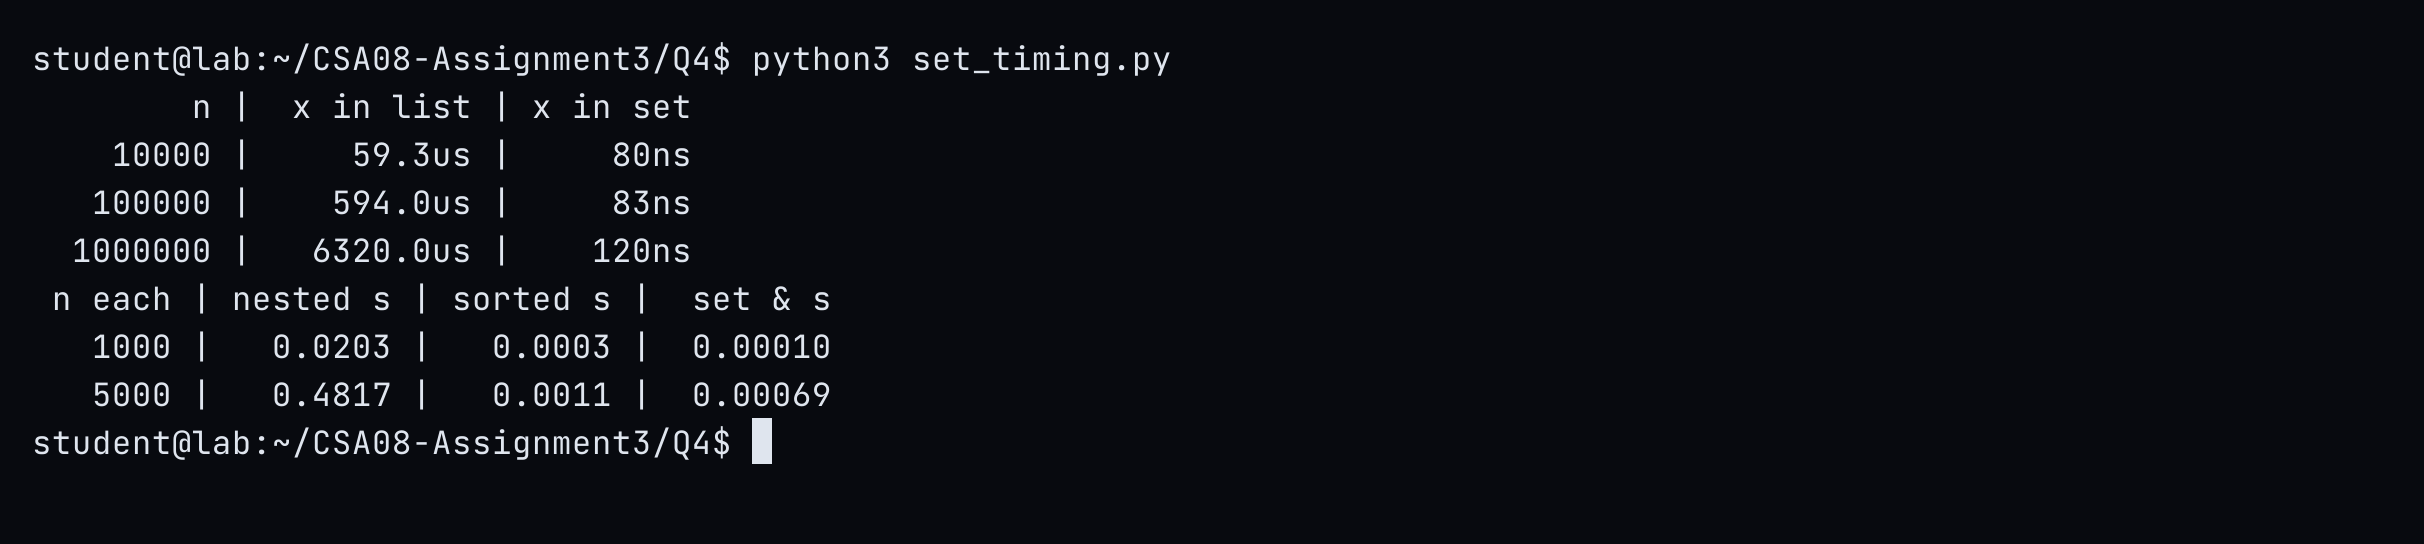 student@lab:~/CSA08-Assignment3/Q4$ python3 set_timing.py
        n |  x in list | x in set
    10000 |     59.3us |     80ns
   100000 |    594.0us |     83ns
  1000000 |   6320.0us |    120ns
 n each | nested s | sorted s |  set & s
   1000 |   0.0203 |   0.0003 |  0.00010
   5000 |   0.4817 |   0.0011 |  0.00069
student@lab:~/CSA08-Assignment3/Q4$